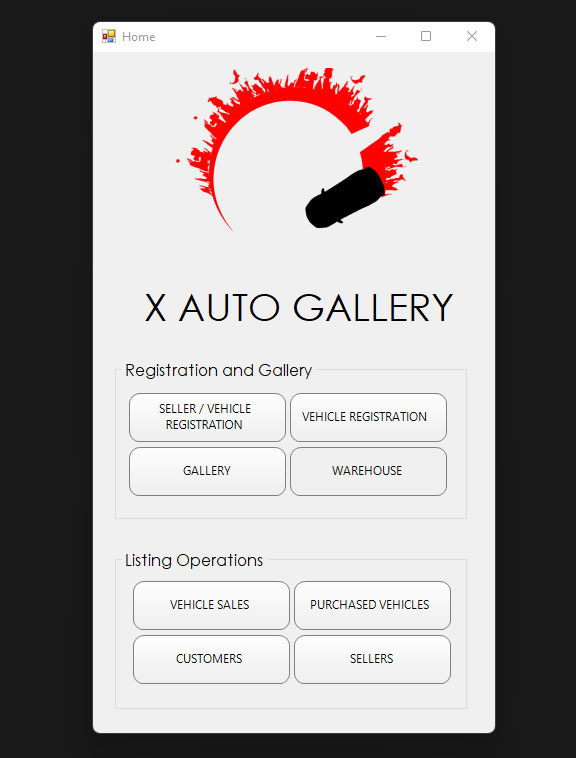 Home
X AUTO GALLERY
Registration and Gallery
SELLER / VEHICLE
REGISTRATION
VEHICLE REGISTRATION
GALLERY
WAREHOUSE
Listing Operations
VEHICLE SALES
PURCHASED VEHICLES
CUSTOMERS
SELLERS